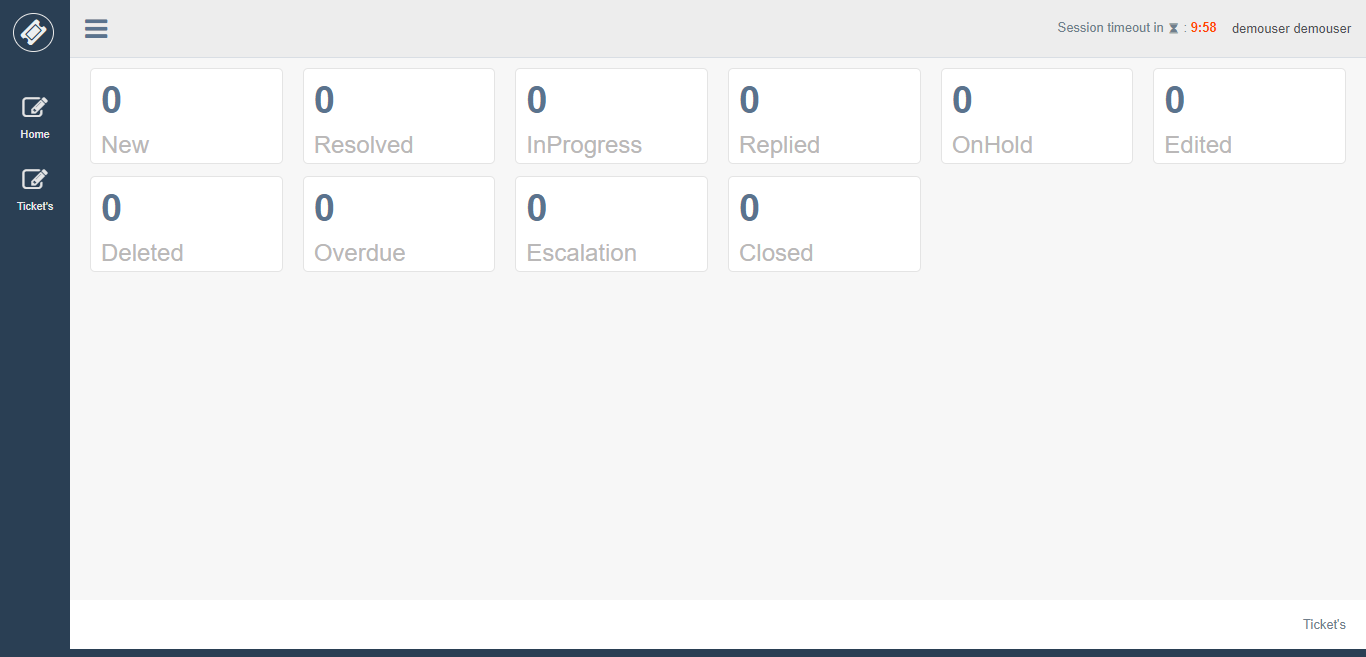 Session timeout in : 9:58 demouser demouser
Home
Ticket's
0 0 0 0 0 0
New Resolved InProgress Replied OnHold Edited
0 0 0 0
Deleted Overdue Escalation Closed
Ticket's